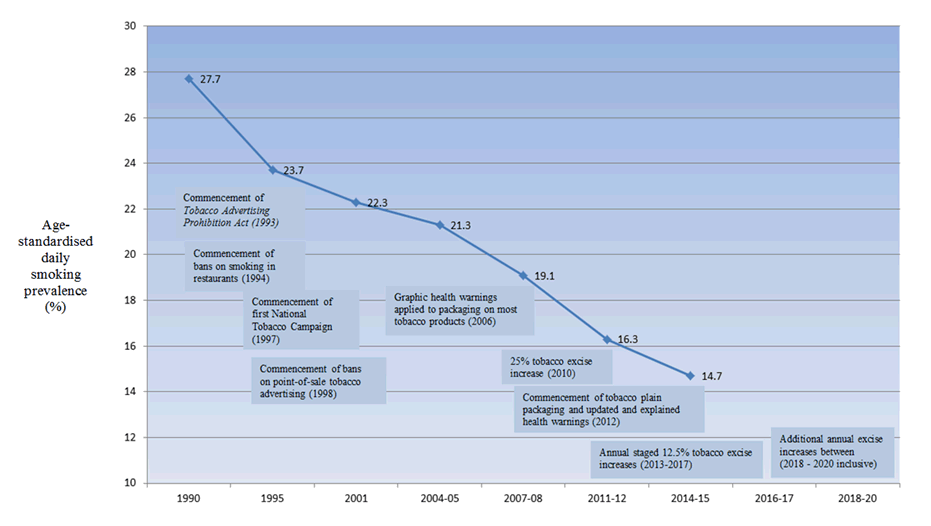 30
28
26
24
22
20
18
16
14
12
10
Age-
standardised
daily
smoking
prevalence
(%)
27.7
23.7
22.3
21.3
19.1
16.3
14.7
Commencement of
Tobacco Advertising
Prohibition Act (1993)
Commencement of
bans on smoking in
restaurants (1994)
Commencement of
first National
Tobacco Campaign
(1997)
Commencement of bans
on point-of-sale tobacco
advertising (1998)
Graphic health warnings
applied to packaging on most
tobacco products (2006)
25% tobacco excise
increase (2010)
Commencement of tobacco plain
packaging and updated and explained
health warnings (2012)
Annual staged 12.5% tobacco excise
increases (2013-2017)
Additional annual excise
increases between
(2018 - 2020 inclusive)
1990
1995
2001
2004-05
2007-08
2011-12
2014-15
2016-17
2018-20